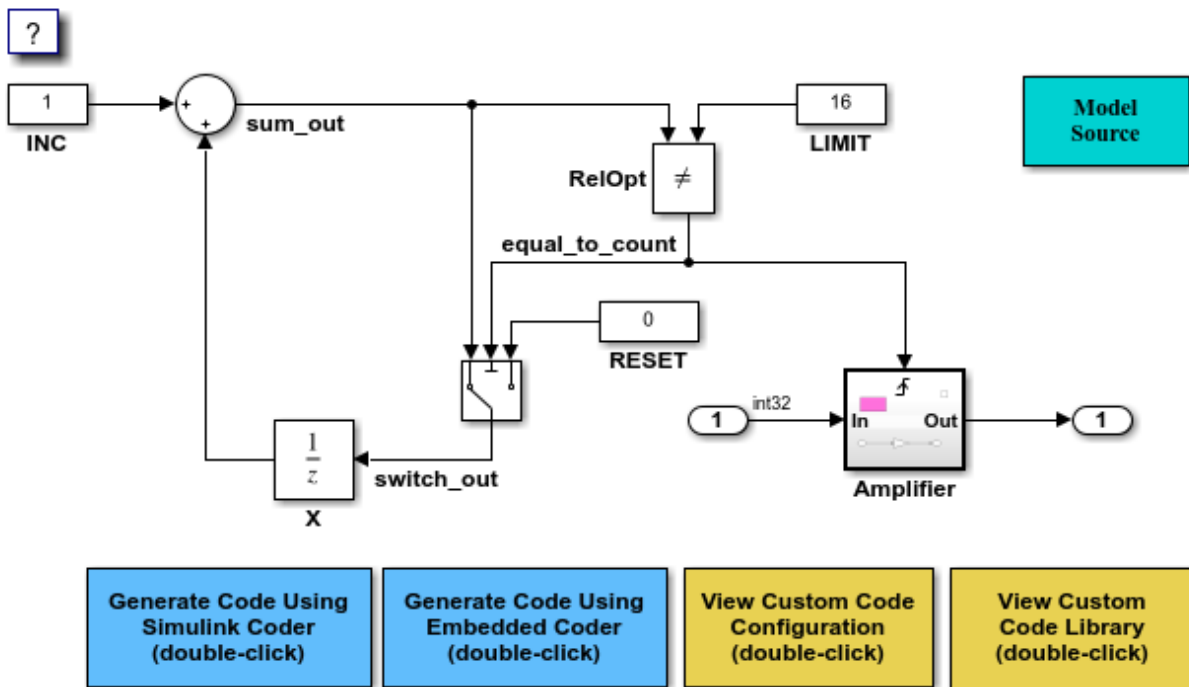 ?
1
INC
+
+
sum_out
16
LIMIT
Model
Source
RelOpt
≠
equal_to_count
0
RESET
1
int32
In
Out
1
Amplifier
1
z
X
switch_out
Generate Code Using
Simulink Coder
(double-click)
Generate Code Using
Embedded Coder
(double-click)
View Custom Code
Configuration
(double-click)
View Custom
Code Library
(double-click)